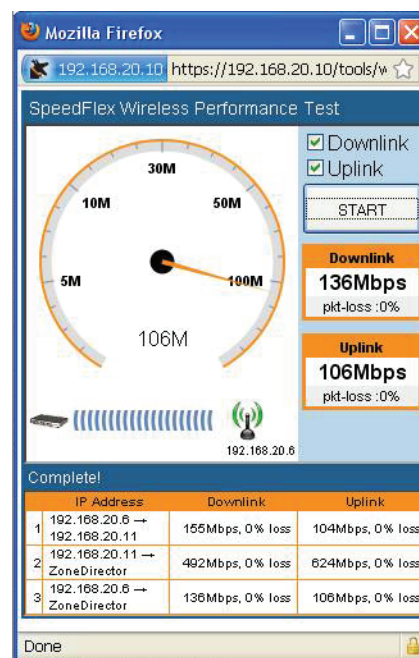 Mozilla Firefox
192.168.20.10 https://192.168.20.10/tools/w
SpeedFlex Wireless Performance Test
Downlink
Uplink
START
30M
10M
50M
5M
100M
106M
Downlink
136Mbps
pkt-loss :0%
Uplink
106Mbps
pkt-loss :0%
192.168.20.6
Complete!
IP Address Downlink Uplink
1 192.168.20.6 → 155Mbps, 0% loss 104Mbps, 0% loss
192.168.20.11
2 192.168.20.11 → 492Mbps, 0% loss 624Mbps, 0% loss
ZoneDirector
3 192.168.20.6 → 136Mbps, 0% loss 106Mbps, 0% loss
ZoneDirector
Done